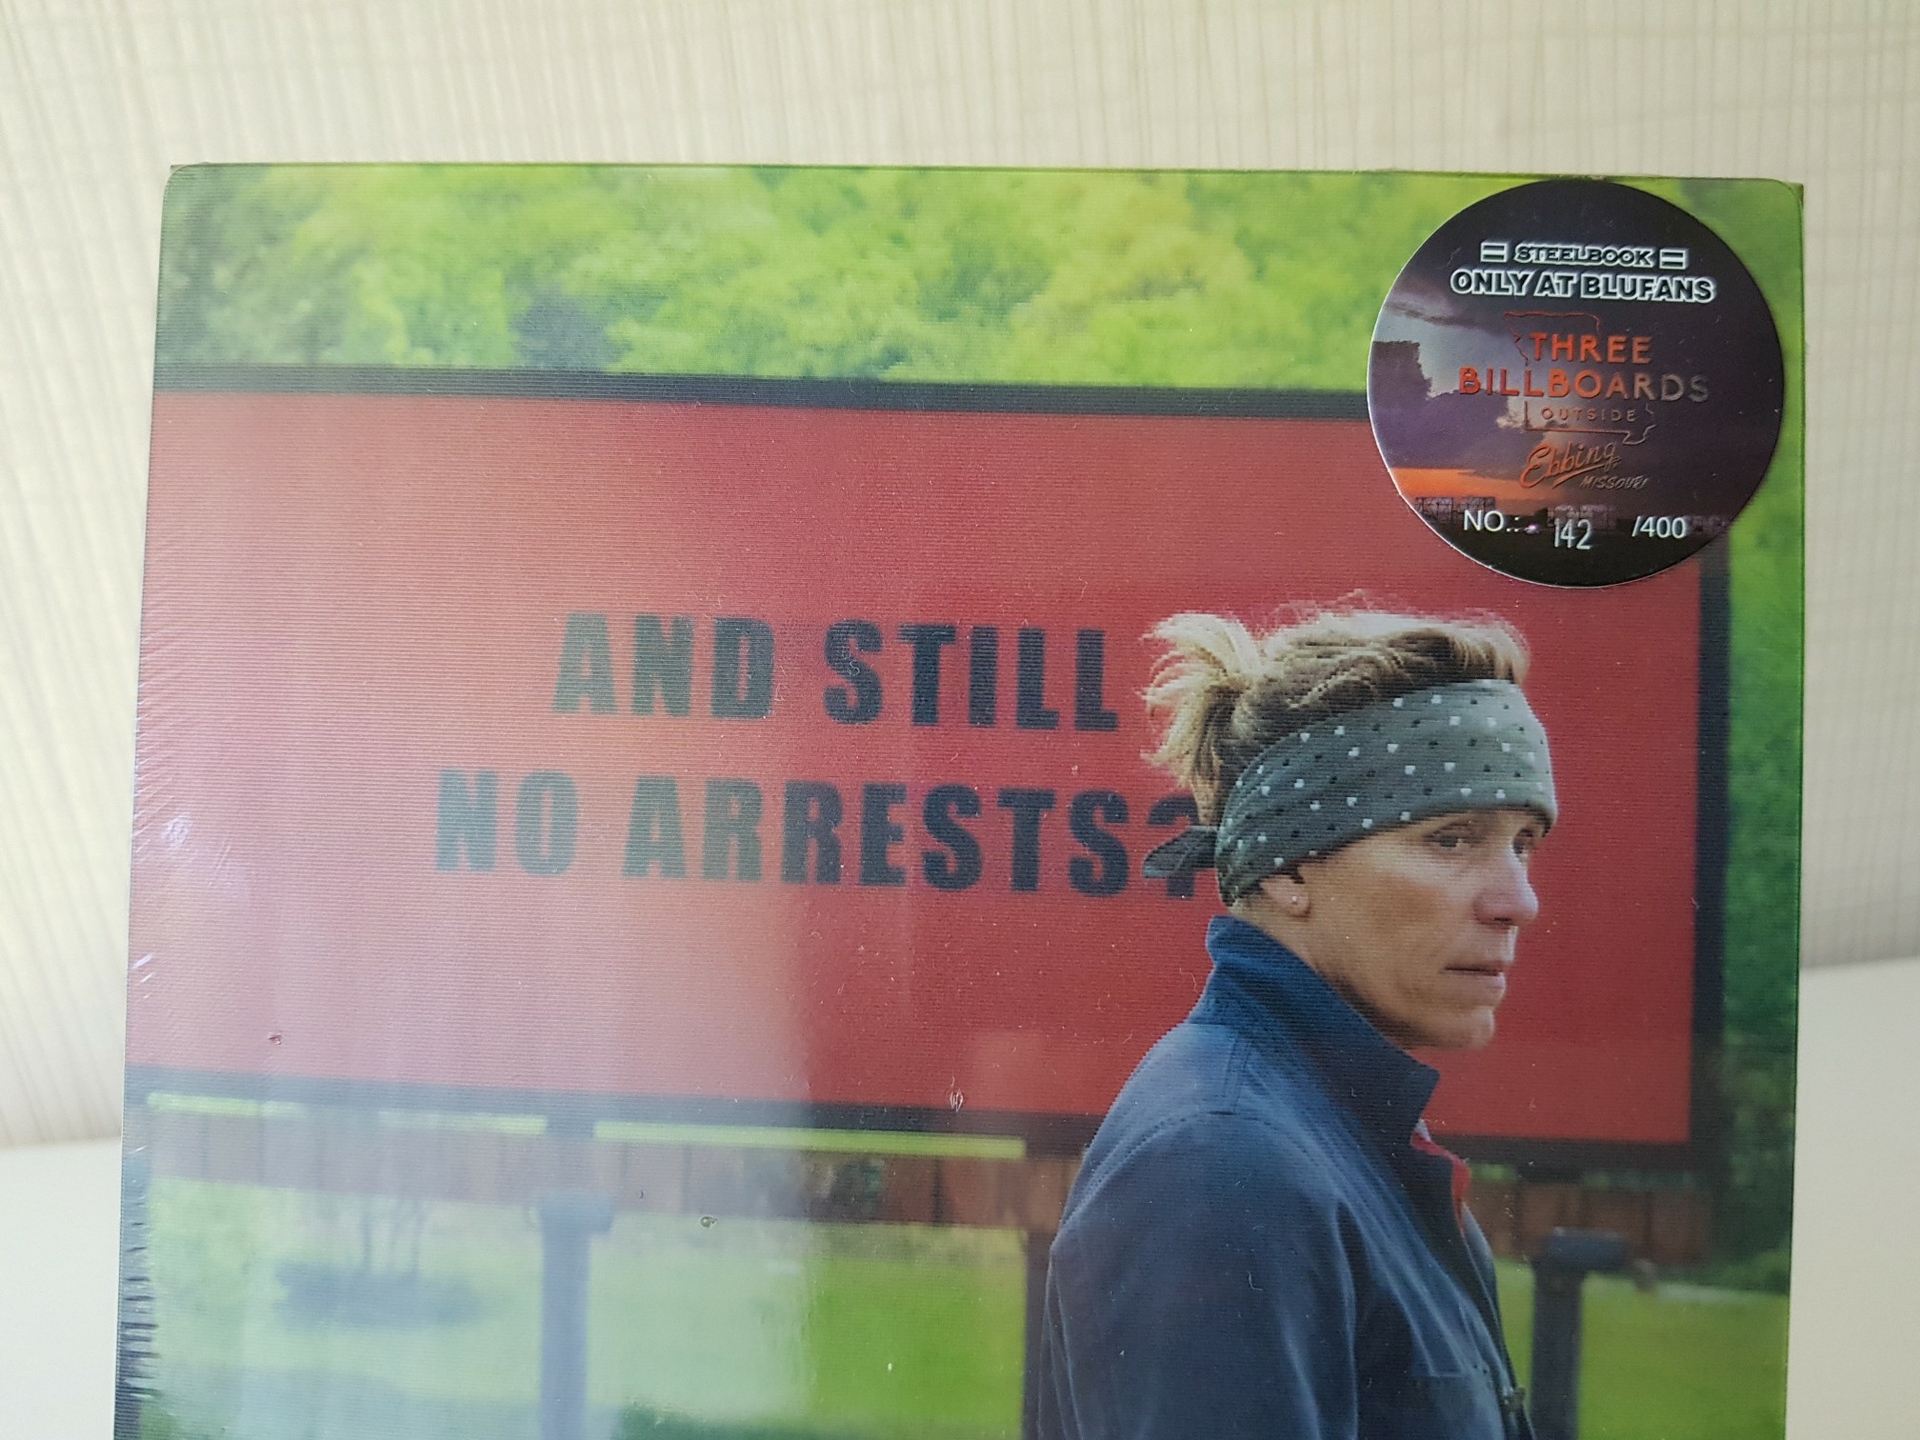 STEELBOOK
ONLY AT BLUFANS
THREE
BILLBOARDS
OUTSIDE
Ebbing,
MISSOURI
NO.: 142 /400
AND STILL
NO ARRESTS?